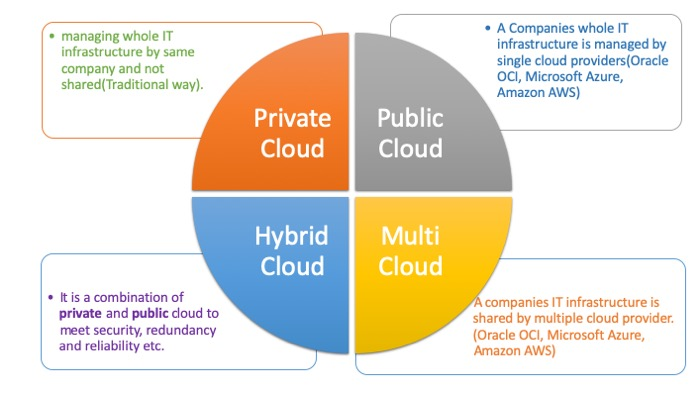 • managing whole IT
infrastructure by same
company and not
shared(Traditional way).
• A Companies whole IT
infrastructure is managed by
single cloud providers(Oracle
OCI, Microsoft Azure,
Amazon AWS)
Private
Cloud
Public
Cloud
Hybrid
Cloud
Multi
Cloud
• It is a combination of
private and public cloud to
meet security, redundancy
and reliability etc.
A companies IT infrastructure is
shared by multiple cloud provider.
(Oracle OCI, Microsoft Azure,
Amazon AWS)